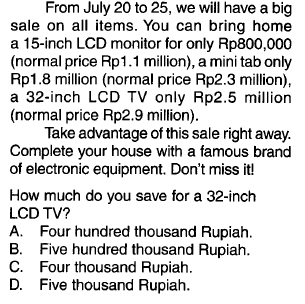 From July 20 to 25, we will have a big
sale on all items. You can bring home
a 15-inch LCD monitor for only Rp800,000
(normal price Rp1.1 million), a mini tab only
Rp1.8 million (normal price Rp2.3 million),
a 32-inch LCD TV only Rp2.5 million
(normal price Rp2.9 million).
Take advantage of this sale right away.
Complete your house with a famous brand
of electronic equipment. Don't miss it!
How much do you save for a 32-inch
LCD TV?
A. Four hundred thousand Rupiah.
B. Five hundred thousand Rupiah.
C. Four thousand Rupiah.
D. Five thousand Rupiah.